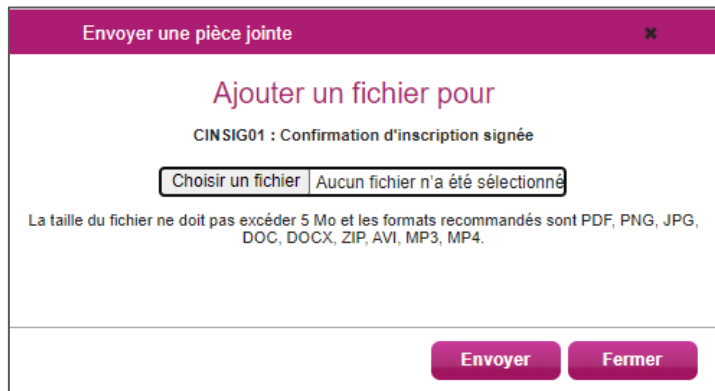 Envoyer une pièce jointe
Ajouter un fichier pour
CINSIG01 : Confirmation d'inscription signée
Choisir un fichier Aucun fichier n'a été sélectionné
La taille du fichier ne doit pas excéder 5 Mo et les formats recommandés sont PDF, PNG, JPG,
DOC, DOCX, ZIP, AVI, MP3, MP4.
Envoyer Fermer